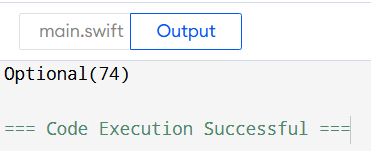 main.swift Output
Optional(74)
=== Code Execution Successful ===